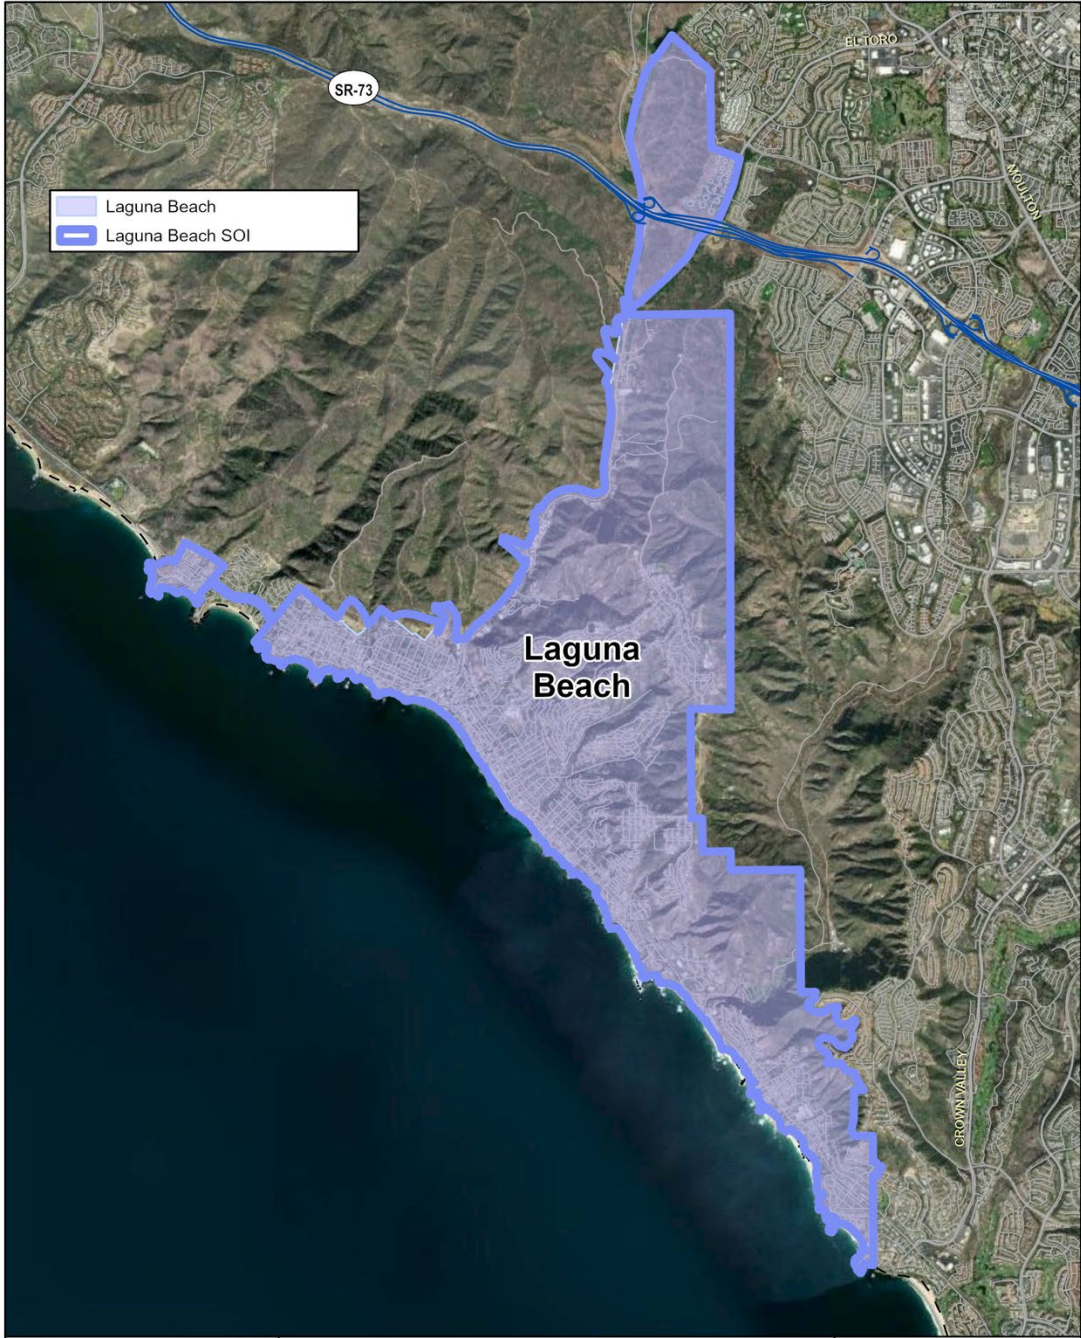 EL TORO
SR-73
MOULTON
Laguna Beach
Laguna Beach SOI
Laguna
Beach
CROWN VALLEY